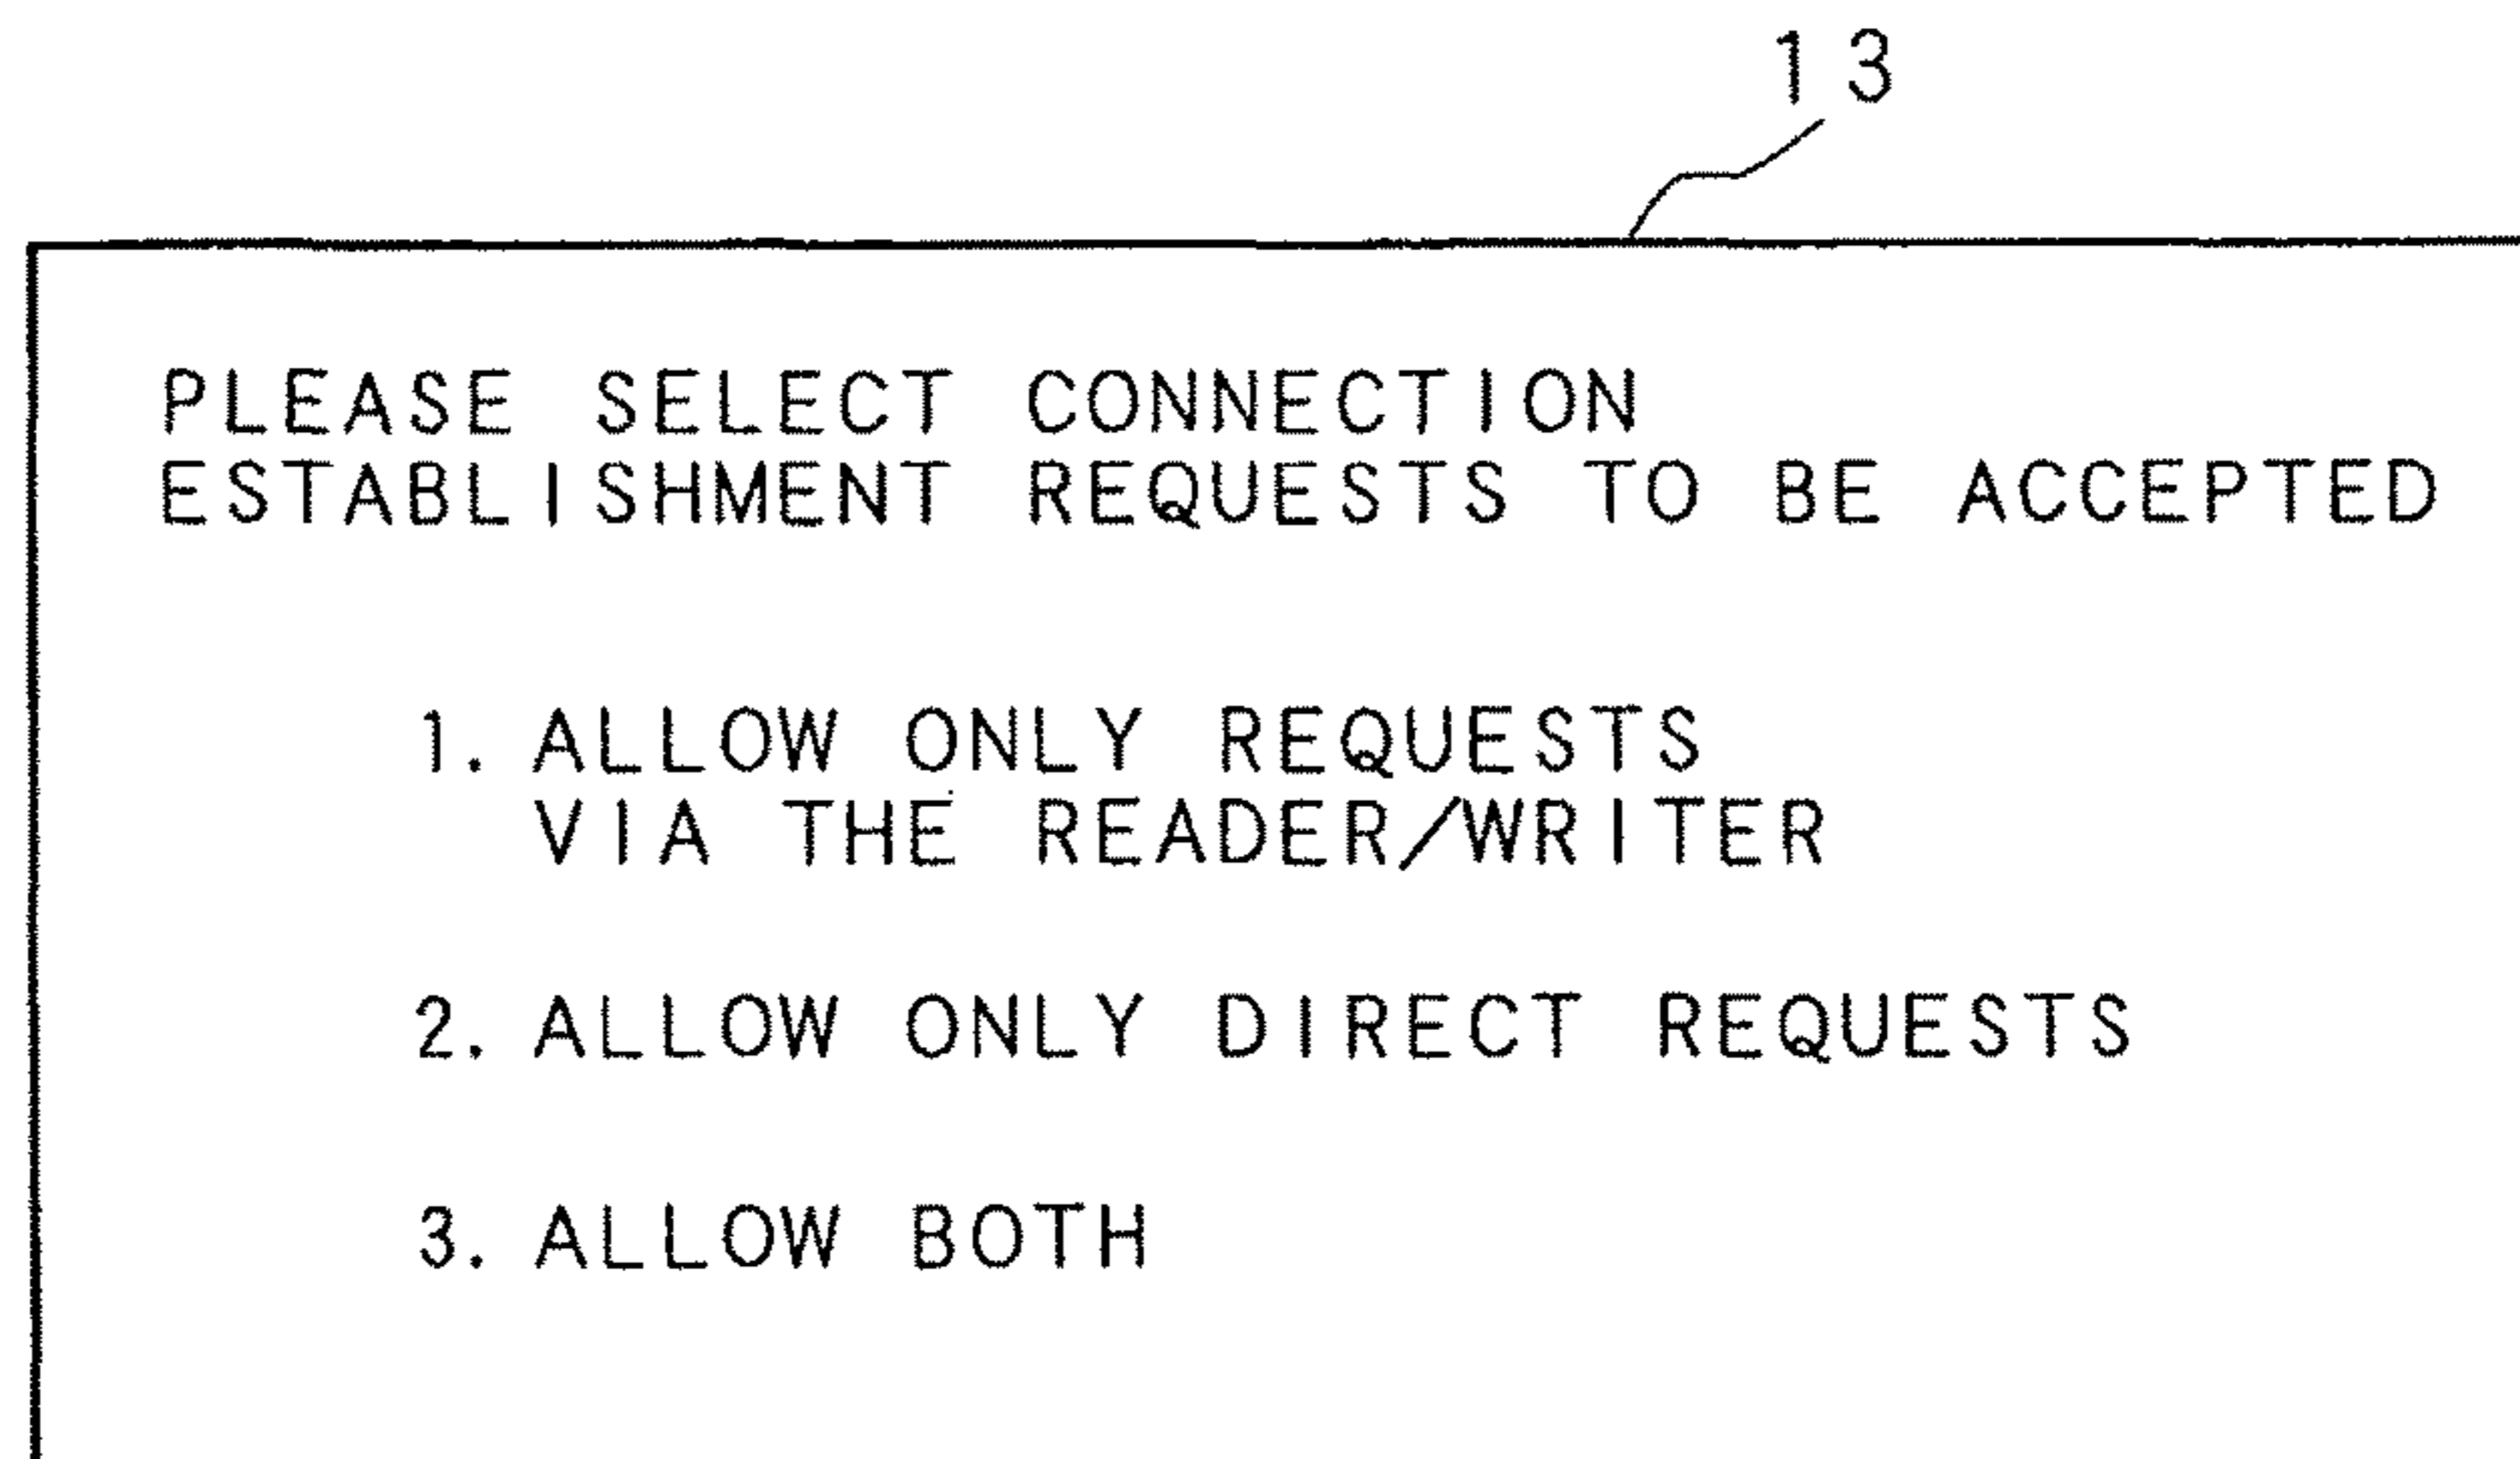 13
PLEASE SELECT CONNECTION
ESTABLISHMENT REQUESTS TO BE ACCEPTED
1. ALLOW ONLY REQUESTS
VIA THE READER/WRITER
2. ALLOW ONLY DIRECT REQUESTS
3. ALLOW BOTH